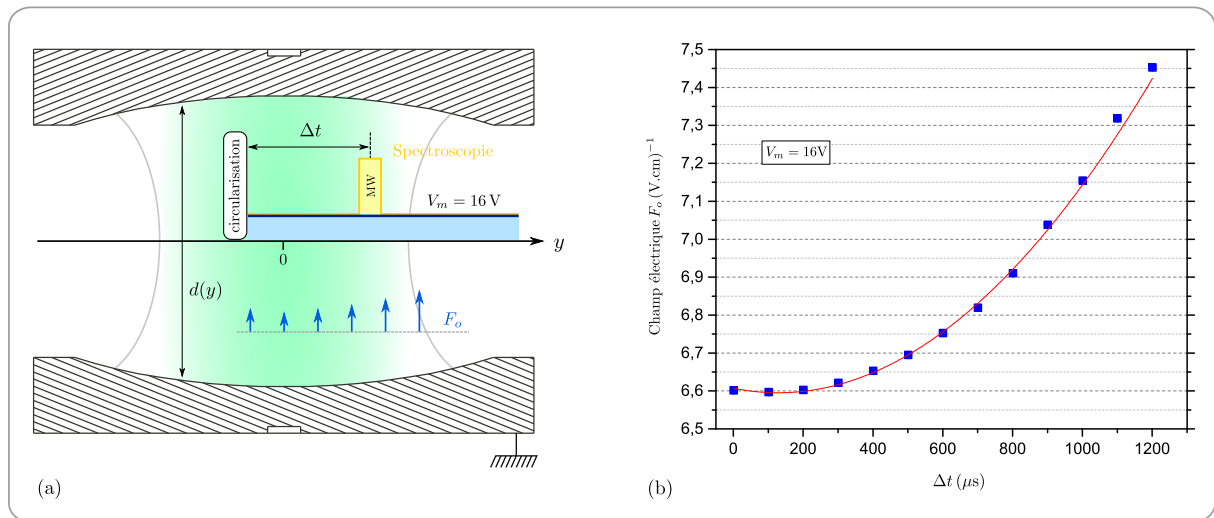 Δt
Spectroscopie
circularisation
MW
V_m = 16 V
y
0
d(y)
F_o
(a)
7,5
7,4
7,3
7,2
7,1
7,0
6,9
6,8
6,7
6,6
6,5
Champ électrique F_o (V.cm)⁻¹
V_m = 16V
0 200 400 600 800 1000 1200
Δt (μs)
(b)